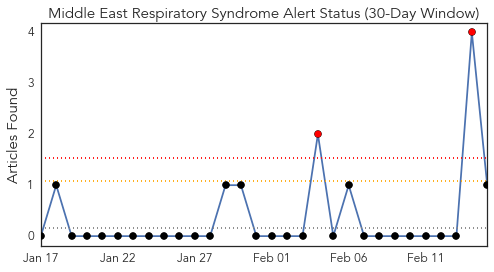 Middle East Respiratory Syndrome Alert Status (30-Day Window)
Articles Found
4
3
2
1
0
Jan 17 Jan 22 Jan 27 Feb 01 Feb 06 Feb 11